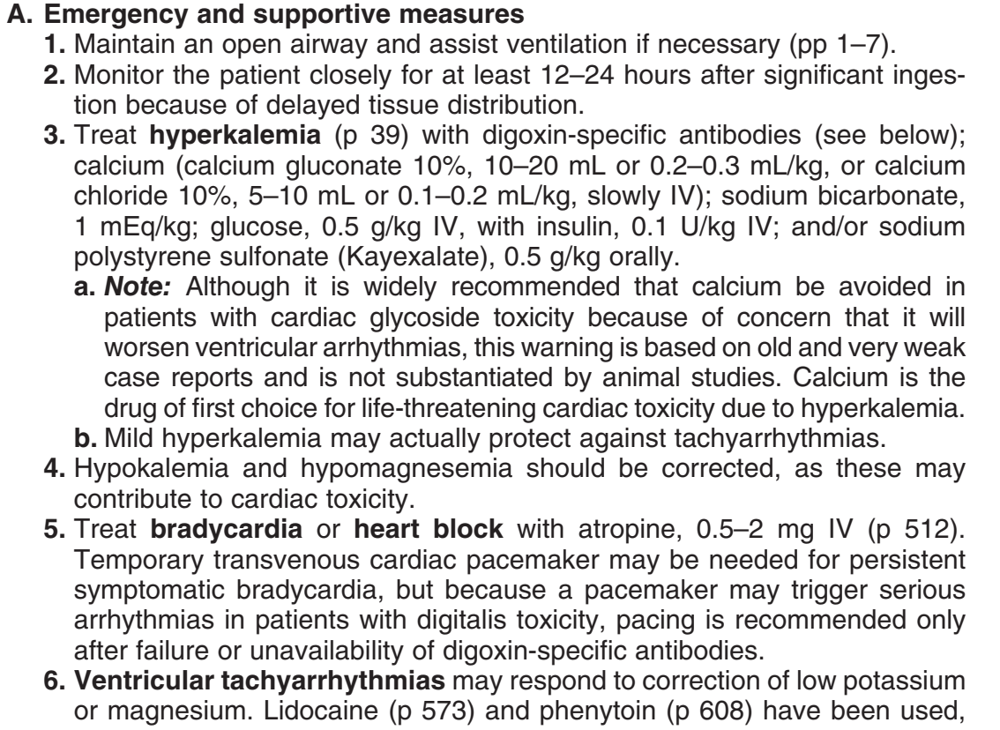 A. Emergency and supportive measures
1. Maintain an open airway and assist ventilation if necessary (pp 1–7).
2. Monitor the patient closely for at least 12–24 hours after significant inges-
tion because of delayed tissue distribution.
3. Treat hyperkalemia (p 39) with digoxin-specific antibodies (see below);
calcium (calcium gluconate 10%, 10–20 mL or 0.2–0.3 mL/kg, or calcium
chloride 10%, 5–10 mL or 0.1–0.2 mL/kg, slowly IV); sodium bicarbonate,
1 mEq/kg; glucose, 0.5 g/kg IV, with insulin, 0.1 U/kg IV; and/or sodium
polystyrene sulfonate (Kayexalate), 0.5 g/kg orally.
a. Note: Although it is widely recommended that calcium be avoided in
patients with cardiac glycoside toxicity because of concern that it will
worsen ventricular arrhythmias, this warning is based on old and very weak
case reports and is not substantiated by animal studies. Calcium is the
drug of first choice for life-threatening cardiac toxicity due to hyperkalemia.
b. Mild hyperkalemia may actually protect against tachyarrhythmias.
4. Hypokalemia and hypomagnesemia should be corrected, as these may
contribute to cardiac toxicity.
5. Treat bradycardia or heart block with atropine, 0.5–2 mg IV (p 512).
Temporary transvenous cardiac pacemaker may be needed for persistent
symptomatic bradycardia, but because a pacemaker may trigger serious
arrhythmias in patients with digitalis toxicity, pacing is recommended only
after failure or unavailability of digoxin-specific antibodies.
6. Ventricular tachyarrhythmias may respond to correction of low potassium
or magnesium. Lidocaine (p 573) and phenytoin (p 608) have been used,